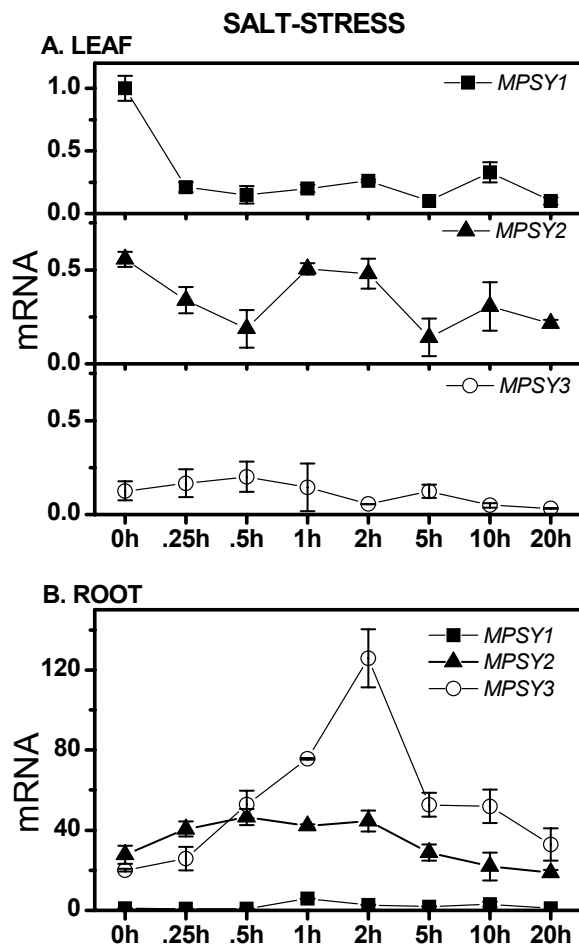 SALT-STRESS
A. LEAF
MPSY1
1.0
0.5
0.0
MPSY2
0.5
0.0
mRNA
MPSY3
0.5
0.0
0h .25h .5h 1h 2h 5h 10h 20h
B. ROOT
MPSY1
MPSY2
MPSY3
120
80
40
0
mRNA
0h .25h .5h 1h 2h 5h 10h 20h